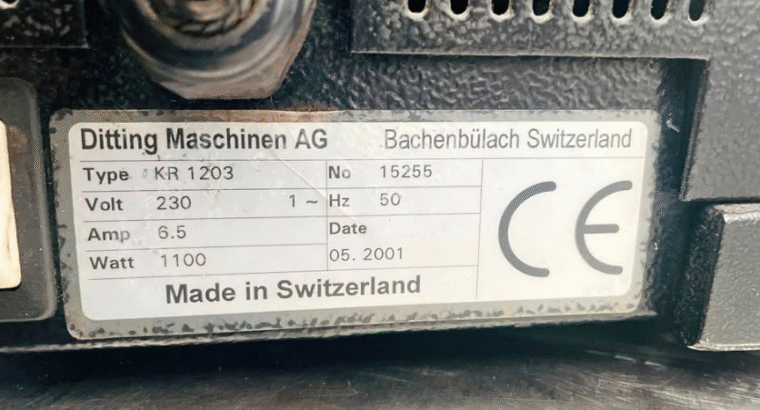 Ditting Maschinen AG Bachenbülach Switzerland
Type KR 1203 No 15255
Volt 230 1 ~ Hz 50
Amp 6.5 Date
Watt 1100 05. 2001
Made in Switzerland
CE